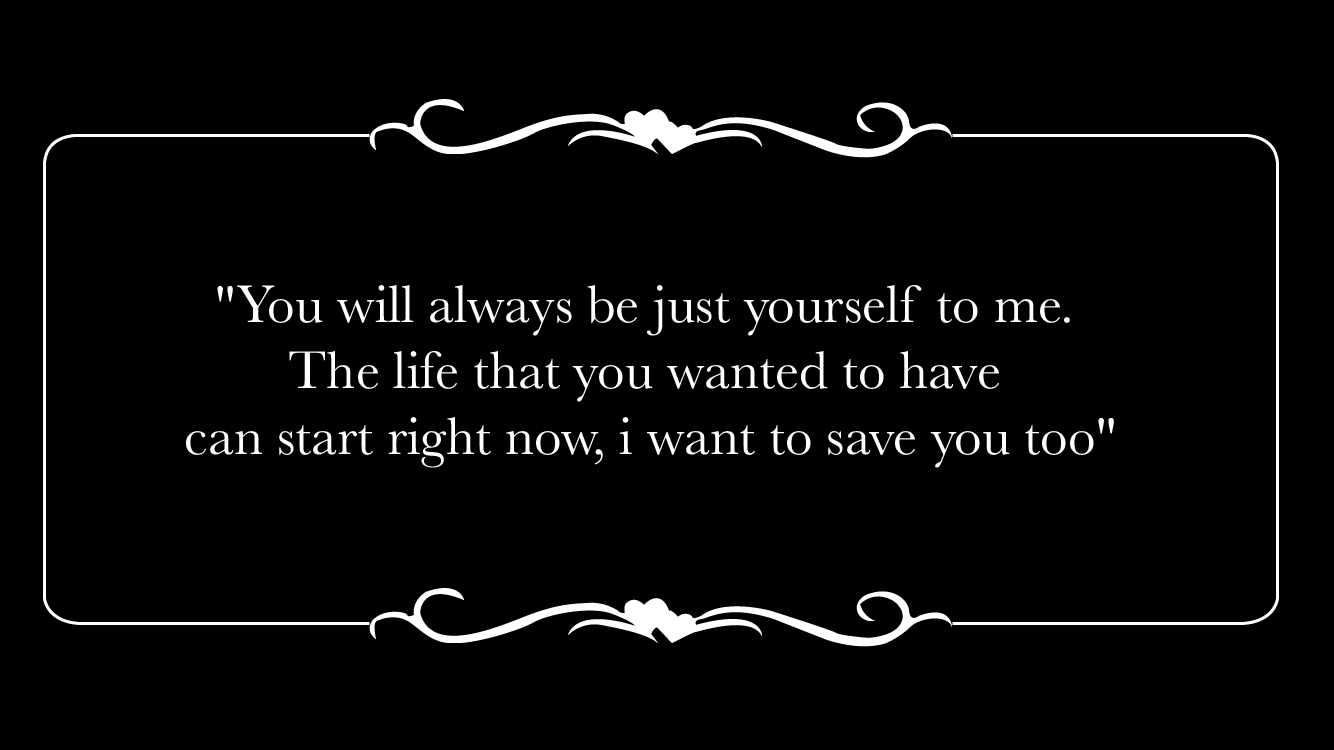 "You will always be just yourself to me.
The life that you wanted to have
can start right now, i want to save you too"